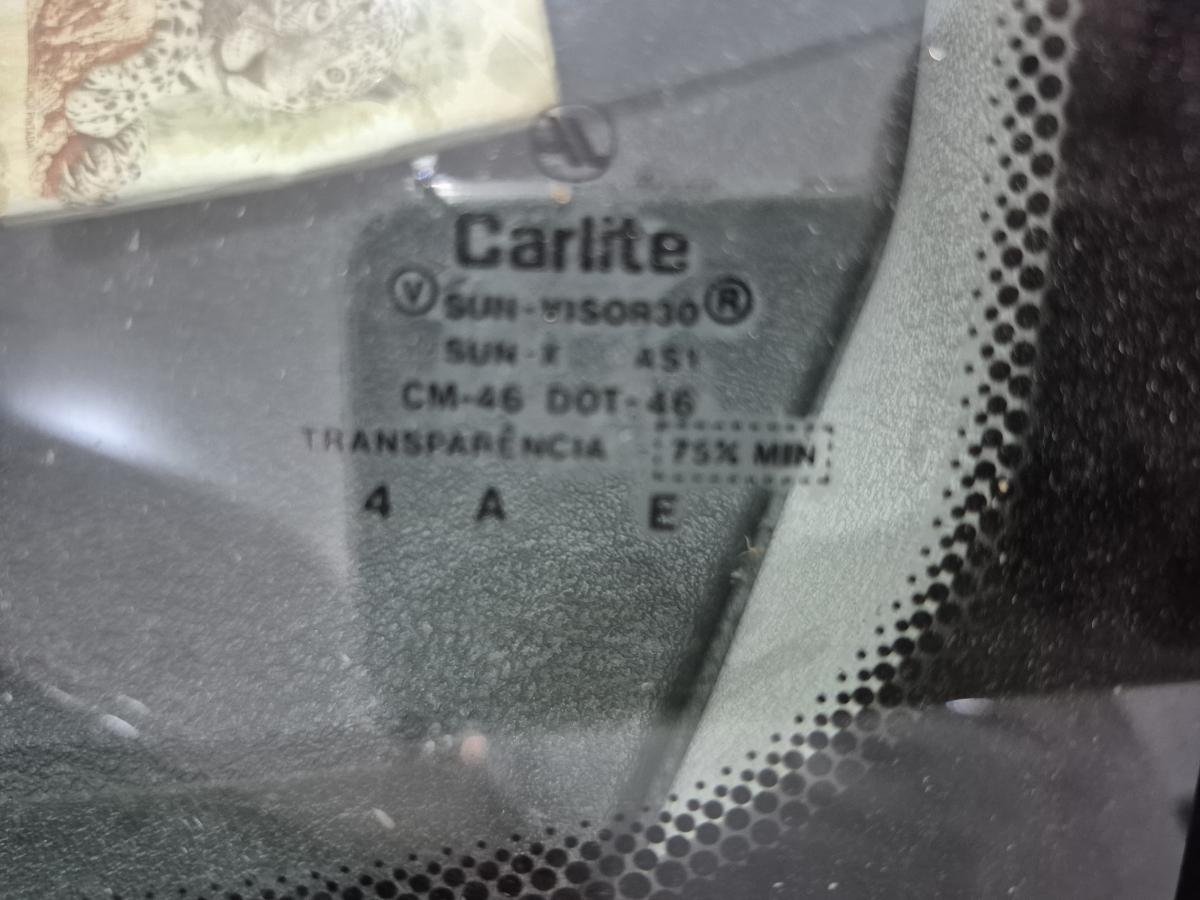 Carlite
V SUN-VISOR30 ®
SUN-X AS1
CM-46 DOT-46
TRANSPARÊNCIA 75% MIN
4 A E